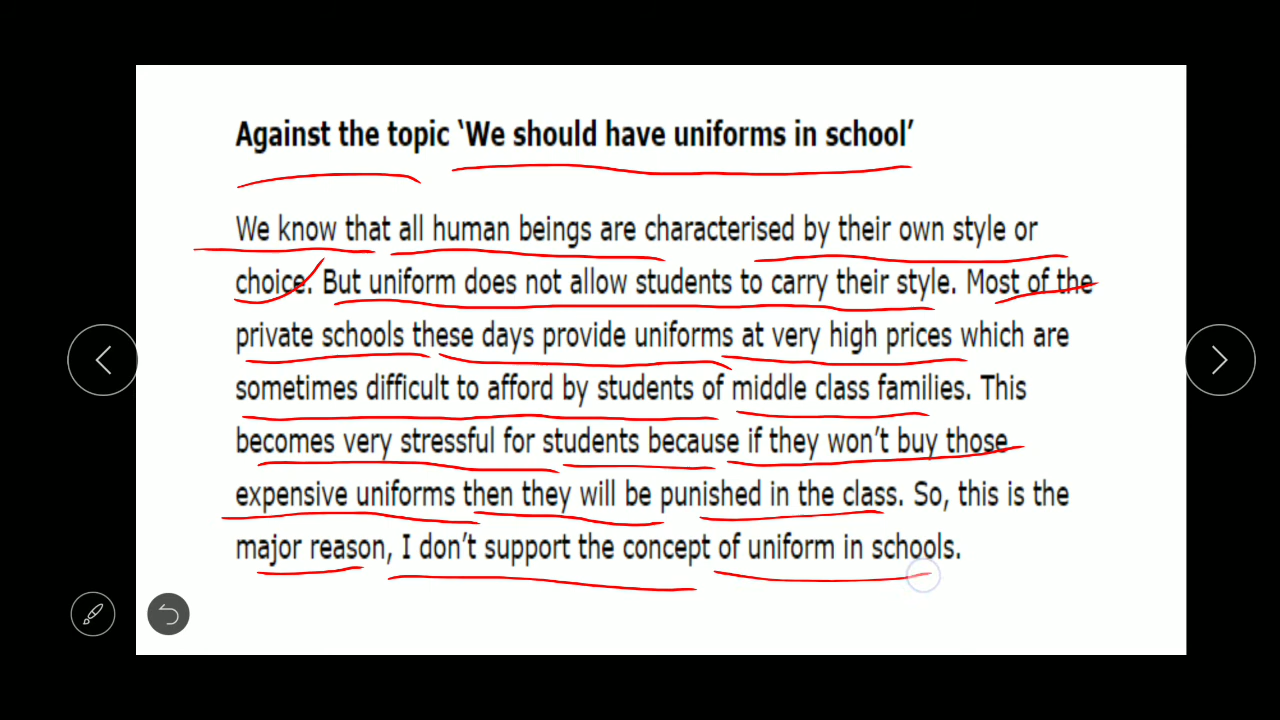 Against the topic ‘We should have uniforms in school’
We know that all human beings are characterised by their own style or
choice. But uniform does not allow students to carry their style. Most of the
private schools these days provide uniforms at very high prices which are
sometimes difficult to afford by students of middle class families. This
becomes very stressful for students because if they won’t buy those
expensive uniforms then they will be punished in the class. So, this is the
major reason, I don’t support the concept of uniform in schools.